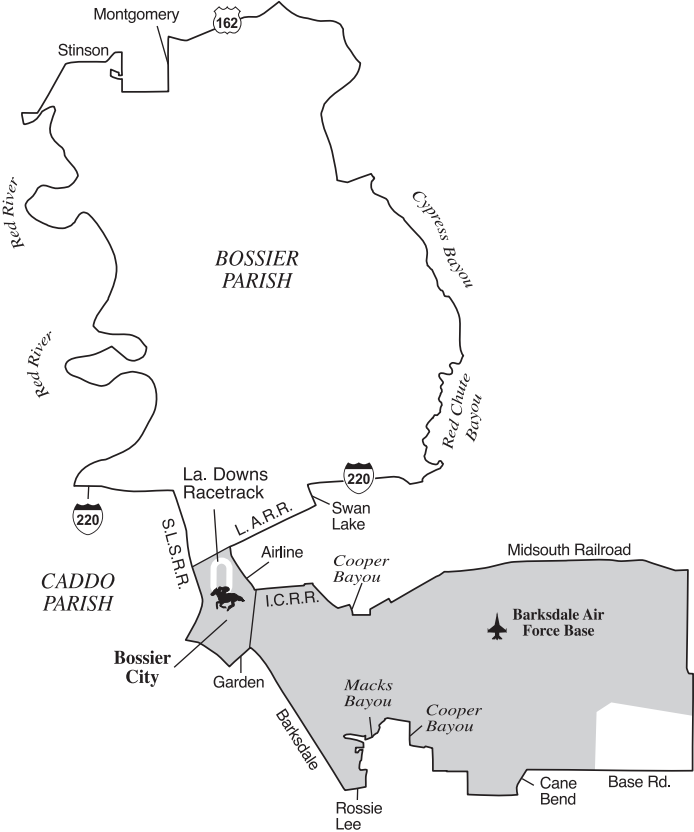 Montgomery
162
Stinson
Red River
Cypress Bayou
BOSSIER
PARISH
Red River
Red Chute
Bayou
La. Downs
Racetrack
220
220
Swan
Lake
L. A.R.R.
S.L.S.R.R.
Airline
Cooper
Bayou
Midsouth Railroad
CADDO
PARISH
I.C.R.R.
Barksdale Air
Force Base
Bossier
City
Garden
Macks
Bayou
Cooper
Bayou
Barksdale
Cane
Bend
Base Rd.
Rossie
Lee